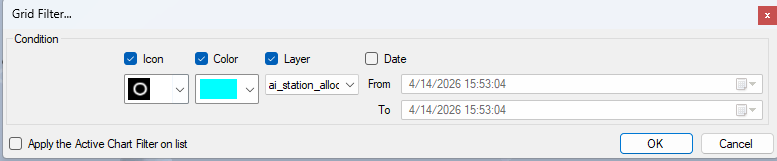 Grid Filter...
Condition
Icon Color Layer Date
ai_station_alloc From 4/14/2026 15:53:04
To 4/14/2026 15:53:04
Apply the Active Chart Filter on list OK Cancel